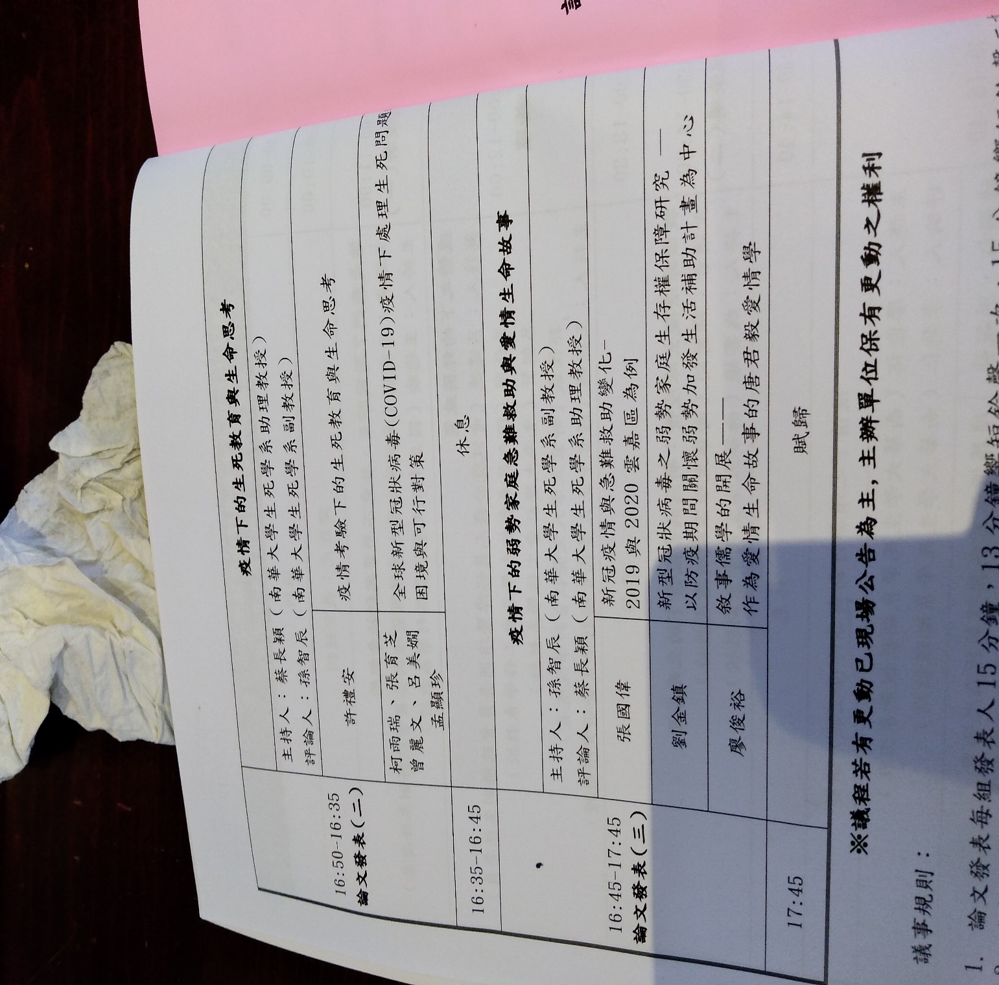 疫情下的生死教育與生命思考
主持人：蔡長穎（南華大學生死學系助理教授）
評論人：孫智辰（南華大學生死學系副教授）
16:50-16:35
論文發表(二)
許禮安
疫情考驗下的生死教育與生命思考
柯雨瑞、張育芝
曾麗文、呂美嫺
孟顯珍
全球新型冠狀病毒(COVID-19)疫情下處理生死問題
困境與可行對策
16:35-16:45
休息
疫情下的弱勢家庭急難救助與愛情生命故事
主持人：孫智辰（南華大學生死學系副教授）
評論人：蔡長穎（南華大學生死學系助理教授）
16:45-17:45
論文發表(三)
張國偉
新冠疫情與急難救助變化-
2019 與 2020 雲嘉區為例
劉金鎮
新型冠狀病毒之弱勢家庭生存權保障研究—
以防疫期間關懷弱勢加發生活補助計畫為中心
廖俊裕
敘事儒學的開展——
作為愛情生命故事的唐君毅愛情學
17:45
賦歸
※議程若有更動已現場公告為主，主辦單位保有更動之權利
議事規則：
1. 論文發表每組發表人 15 分鐘，13 分鐘響短鈴聲一次，15 分鐘響